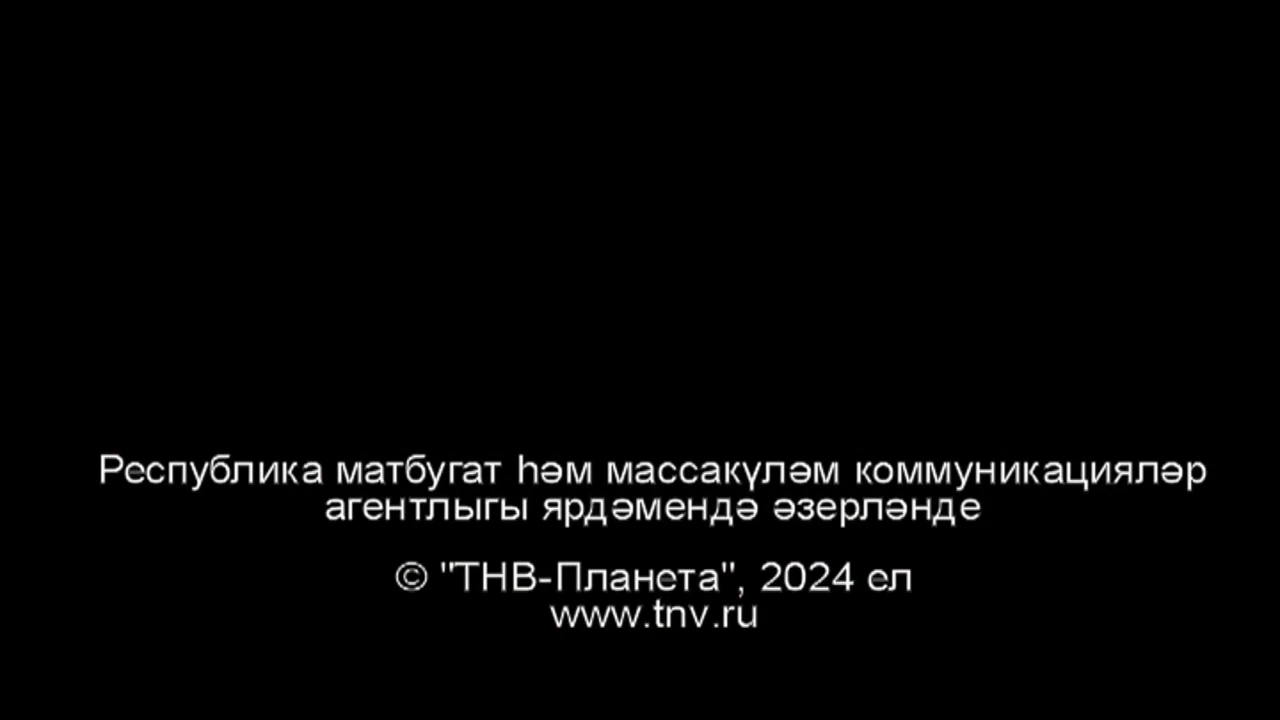 Республика матбугат һәм массакүләм коммуникацияләр
агентлыгы ярдәмендә әзерләнде
© "ТНВ-Планета", 2024 ел
www.tnv.ru